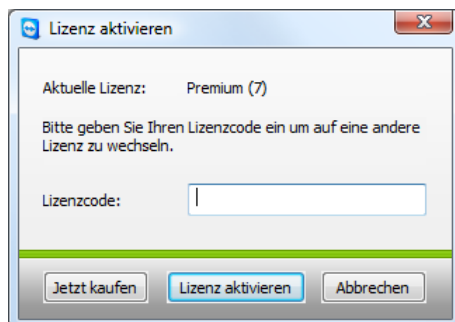 Lizenz aktivieren
Aktuelle Lizenz: Premium (7)
Bitte geben Sie Ihren Lizenzcode ein um auf eine andere
Lizenz zu wechseln.
Lizenzcode:
Jetzt kaufen Lizenz aktivieren Abbrechen